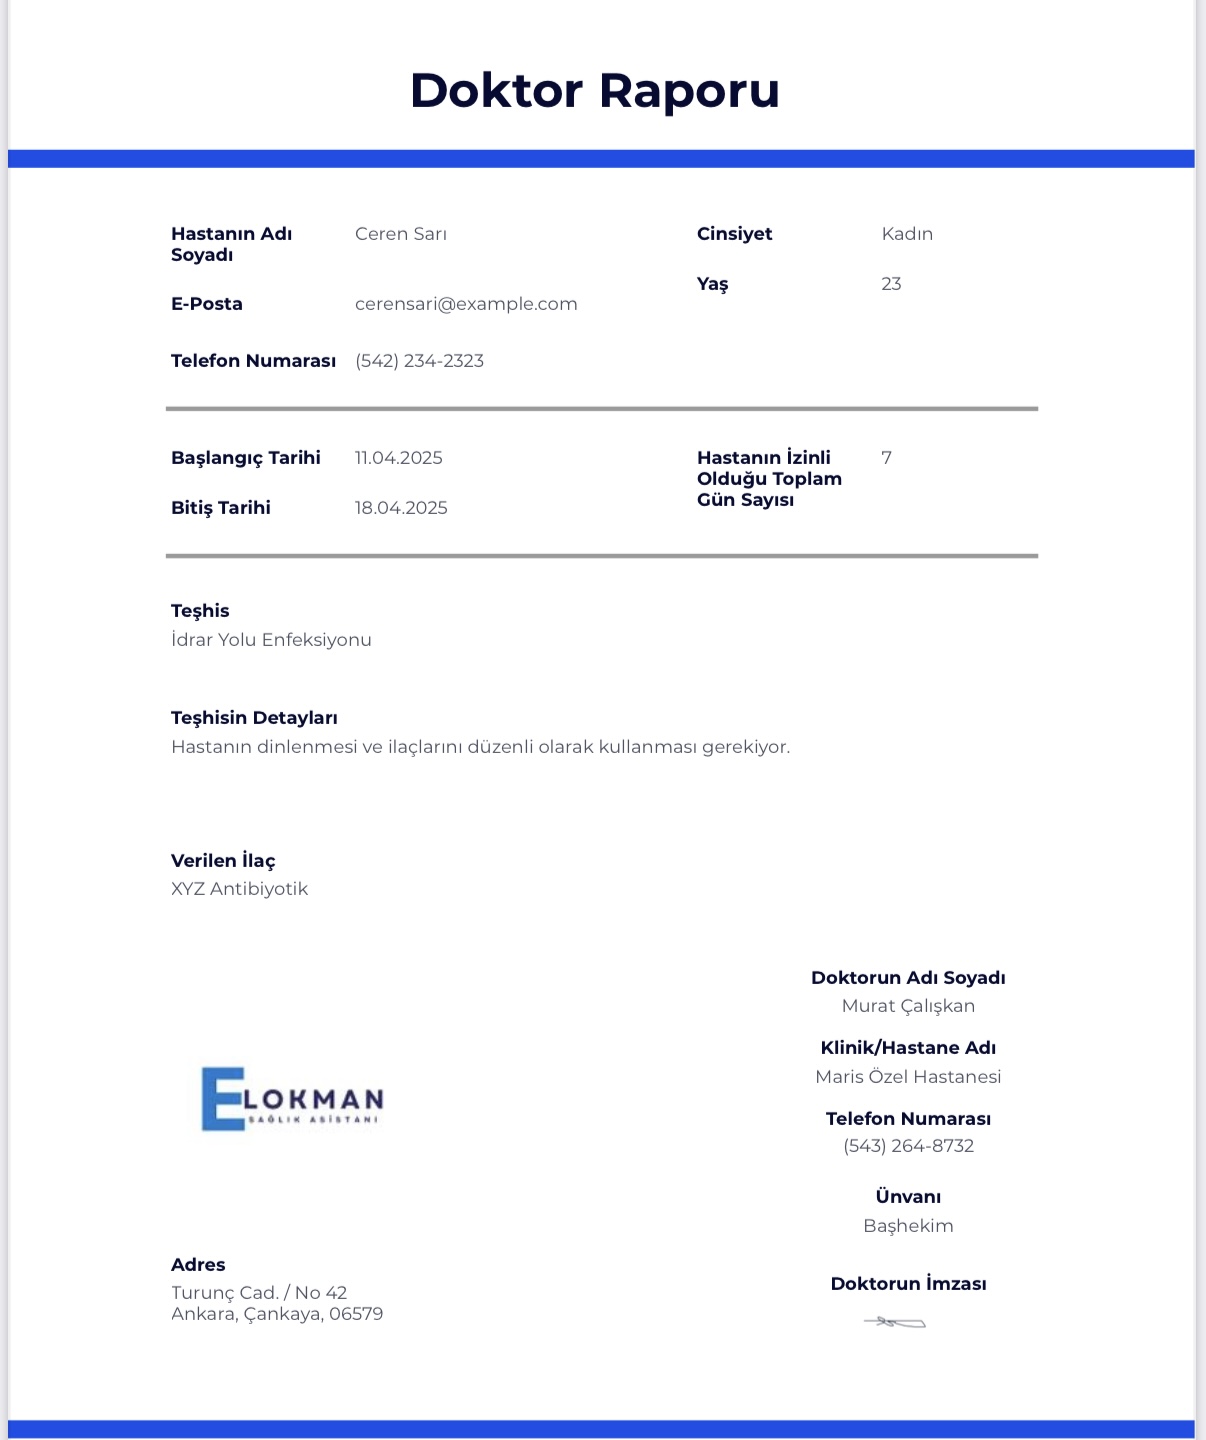 Doktor Raporu
Hastanın Adı
Soyadı
Ceren Sarı
E-Posta
cerensari@example.com
Telefon Numarası
(542) 234-2323
Cinsiyet
Kadın
Yaş
23
Başlangıç Tarihi
11.04.2025
Bitiş Tarihi
18.04.2025
Hastanın İzinli
Olduğu Toplam
Gün Sayısı
7
Teşhis
İdrar Yolu Enfeksiyonu
Teşhisin Detayları
Hastanın dinlenmesi ve ilaçlarını düzenli olarak kullanması gerekiyor.
Verilen İlaç
XYZ Antibiyotik
ELOKMAN
SAĞLIK ASİSTANI
Adres
Turunç Cad. / No 42
Ankara, Çankaya, 06579
Doktorun Adı Soyadı
Murat Çalışkan
Klinik/Hastane Adı
Maris Özel Hastanesi
Telefon Numarası
(543) 264-8732
Ünvanı
Başhekim
Doktorun İmzası